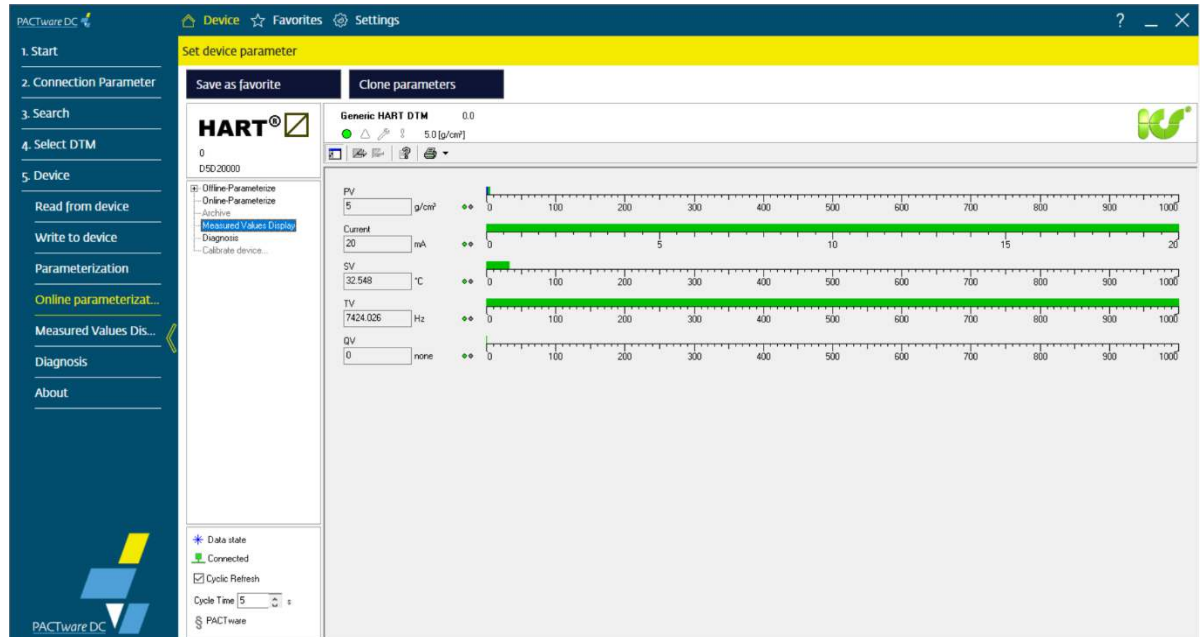 PACTware DC
Device
Favorites
Settings
?
1. Start
2. Connection Parameter
3. Search
4. Select DTM
5. Device
Read from device
Write to device
Parameterization
Online parameterizat...
Measured Values Dis...
Diagnosis
About
PACTware DC
Set device parameter
Save as favorite
Clone parameters
HART®
0
D5D20000
Generic HART DTM 0.0
5.0 [g/cm³]
Offline-Parameterize
Online-Parameterize
Archive
Measured Values Display
Diagnosis
Calibrate device...
PV
5 g/cm³
0 100 200 300 400 500 600 700 800 900 1000
Current
20 mA
0 5 10 15 20
SV
32.548 °C
0 100 200 300 400 500 600 700 800 900 1000
TV
7424.026 Hz
0 100 200 300 400 500 600 700 800 900 1000
QV
0 none
0 100 200 300 400 500 600 700 800 900 1000
Data state
Connected
Cyclic Refresh
Cycle Time 5 s
§ PACTware